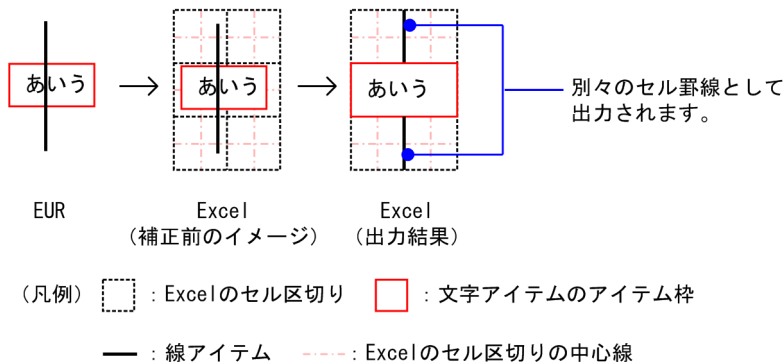 あいう
あいう
あいう
別々のセル罫線として
出力されます。
EUR
Excel
(補正前のイメージ)
Excel
(出力結果)
(凡例)
:Excelのセル区切り
:文字アイテムのアイテム枠
:線アイテム
:Excelのセル区切りの中心線